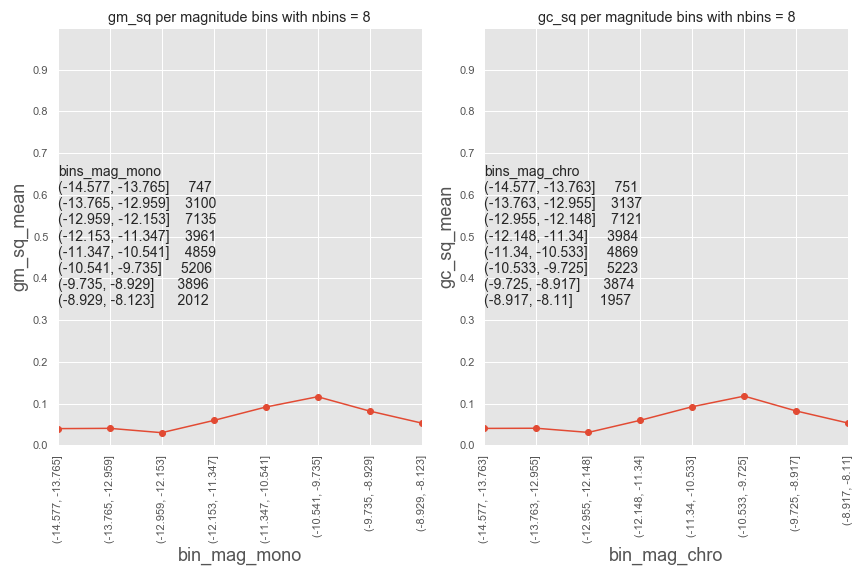 gm_sq per magnitude bins with nbins = 8
gm_sq_mean
0.9
0.8
0.7
0.6
0.5
0.4
0.3
0.2
0.1
0.0
bins_mag_mono
(-14.577, -13.765] 747
(-13.765, -12.959] 3100
(-12.959, -12.153] 7135
(-12.153, -11.347] 3961
(-11.347, -10.541] 4859
(-10.541, -9.735] 5206
(-9.735, -8.929] 3896
(-8.929, -8.123] 2012
(-14.577, -13.765]
(-13.765, -12.959]
(-12.959, -12.153]
(-12.153, -11.347]
(-11.347, -10.541]
(-10.541, -9.735]
(-9.735, -8.929]
(-8.929, -8.123]
bin_mag_mono
gc_sq per magnitude bins with nbins = 8
gc_sq_mean
0.9
0.8
0.7
0.6
0.5
0.4
0.3
0.2
0.1
0.0
bins_mag_chro
(-14.577, -13.763] 751
(-13.763, -12.955] 3137
(-12.955, -12.148] 7121
(-12.148, -11.34] 3984
(-11.34, -10.533] 4869
(-10.533, -9.725] 5223
(-9.725, -8.917] 3874
(-8.917, -8.11] 1957
(-14.577, -13.763]
(-13.763, -12.955]
(-12.955, -12.148]
(-12.148, -11.34]
(-11.34, -10.533]
(-10.533, -9.725]
(-9.725, -8.917]
(-8.917, -8.11]
bin_mag_chro